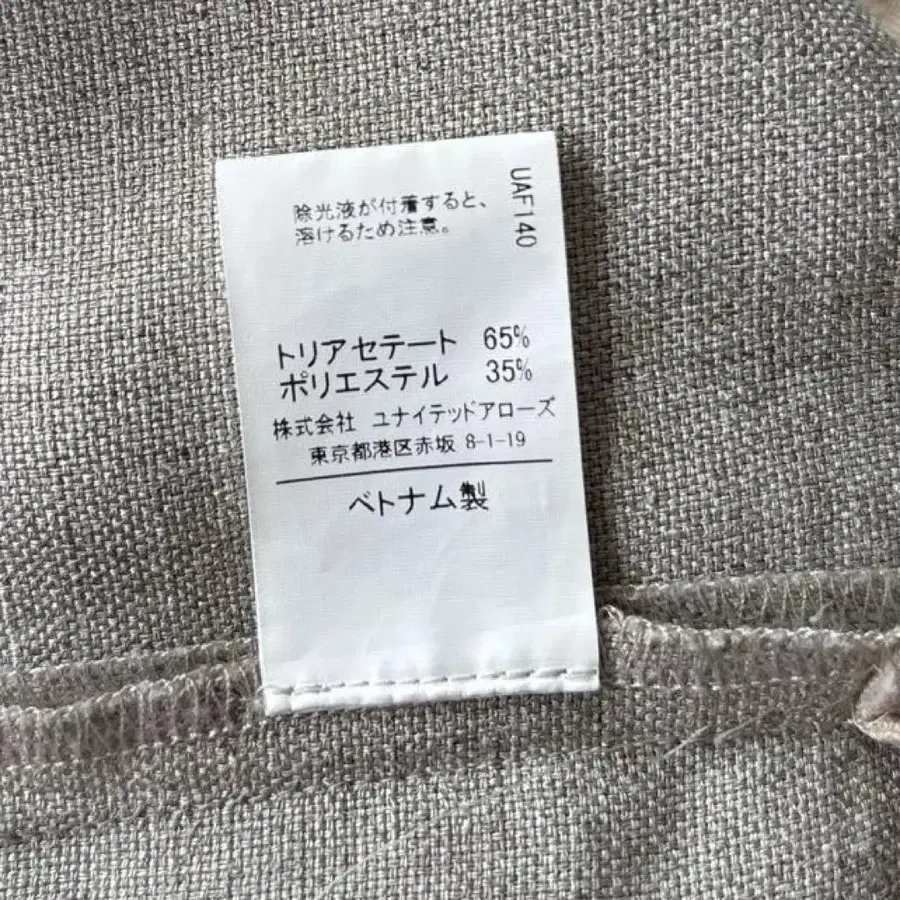 除光液が付着すると、
溶けるため注意。
UAF140
トリアセテート 65%
ポリエステル 35%
株式会社 ユナイテッドアローズ
東京都港区赤坂 8-1-19
ベトナム製